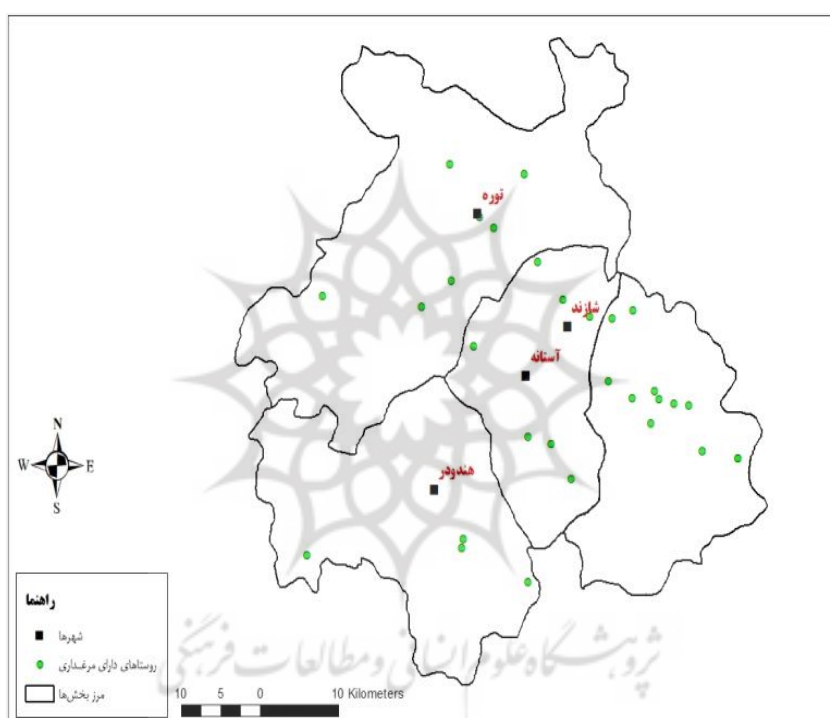 توره
شازند
آستانه
هندودر
N
W E
S
راهنما
شهرها
روستاهای دارای مرغداری
مرز بخش‌ها
پژوهشگاه علوم انسانی و مطالعات فرهنگی
10 5 0 10 Kilometers